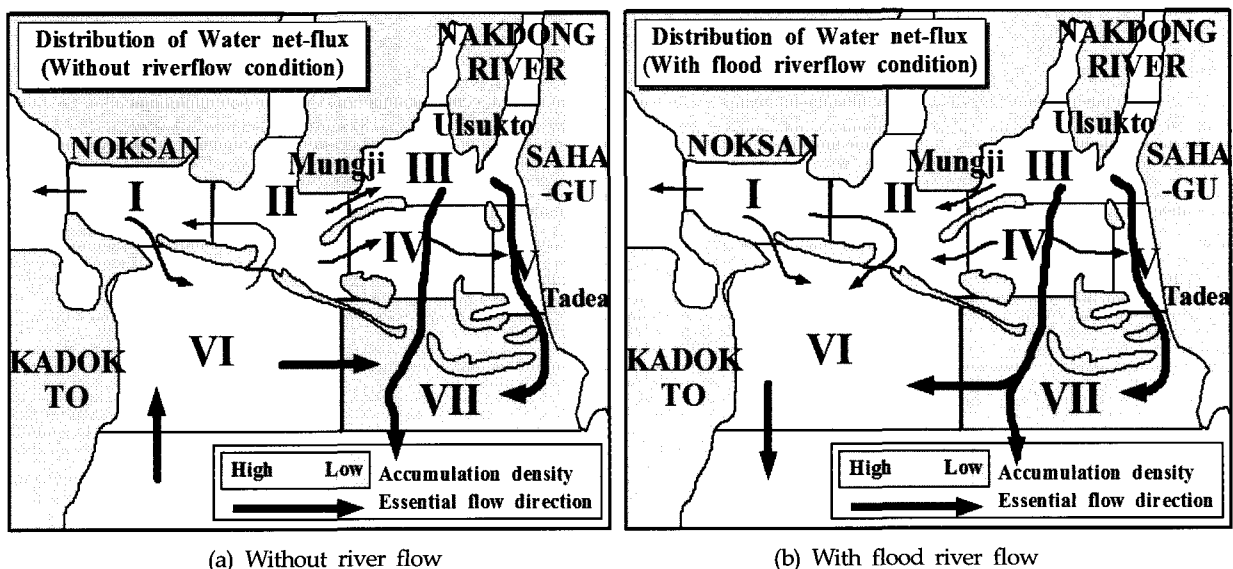 Distribution of Water net-flux
(Without riverflow condition)
NAKDONG
RIVER
Ulsukto
NOKSAN
Mungji
SAHA
-GU
I
II
III
IV
V
Tadea
VI
KADOK
TO
VII
High Low Accumulation density
Essential flow direction
(a) Without river flow
Distribution of Water net-flux
(With flood riverflow condition)
NAKDONG
RIVER
Ulsukto
NOKSAN
Mungji
SAHA
-GU
I
II
III
IV
V
Tadea
VI
KADOK
TO
VII
High Low Accumulation density
Essential flow direction
(b) With flood river flow